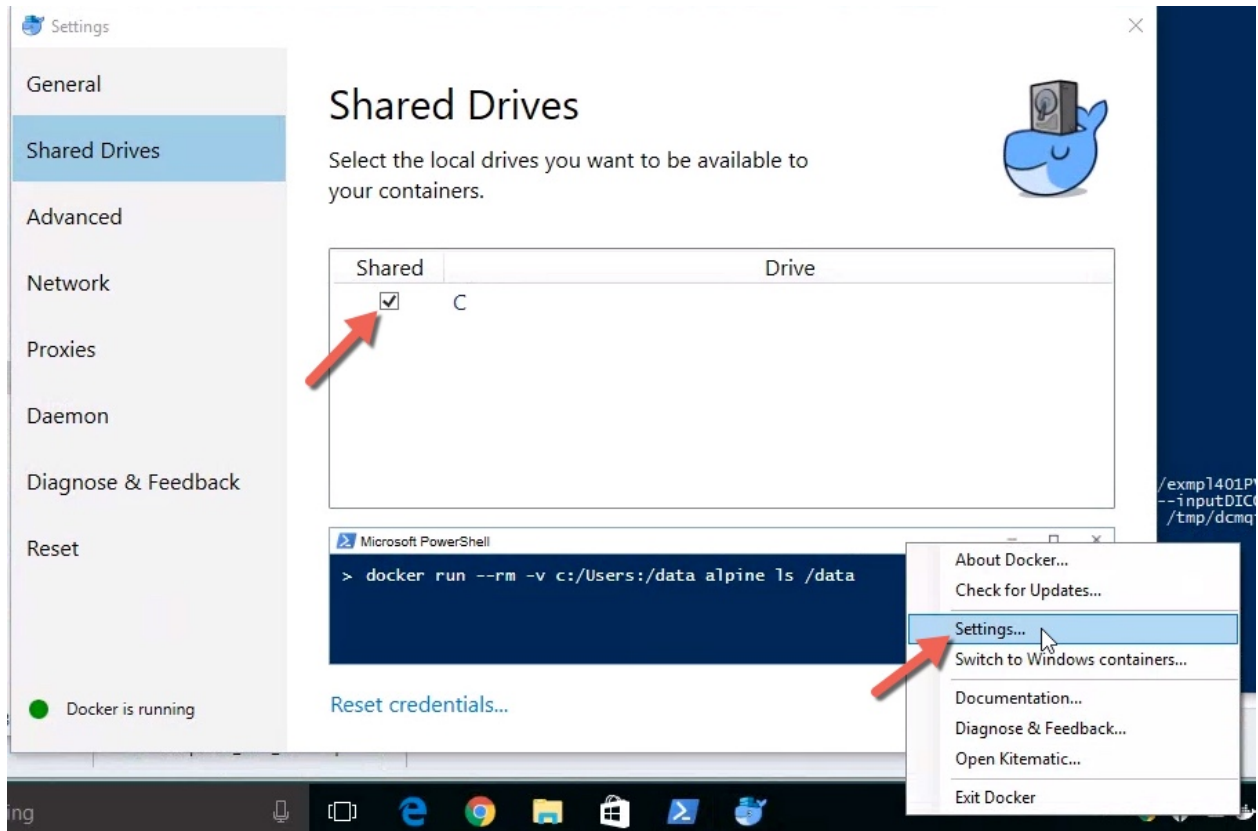 Settings
General
Shared Drives
Advanced
Network
Proxies
Daemon
Diagnose & Feedback
Reset
Docker is running
Shared Drives
Select the local drives you want to be available to
your containers.
Shared Drive
C
Microsoft PowerShell
> docker run --rm -v c:/Users:/data alpine ls /data
Reset credentials...
/exmpl401P
--inputDIC
/tmp/dcmq
About Docker...
Check for Updates...
Settings...
Switch to Windows containers...
Documentation...
Diagnose & Feedback...
Open Kitematic...
Exit Docker
ing